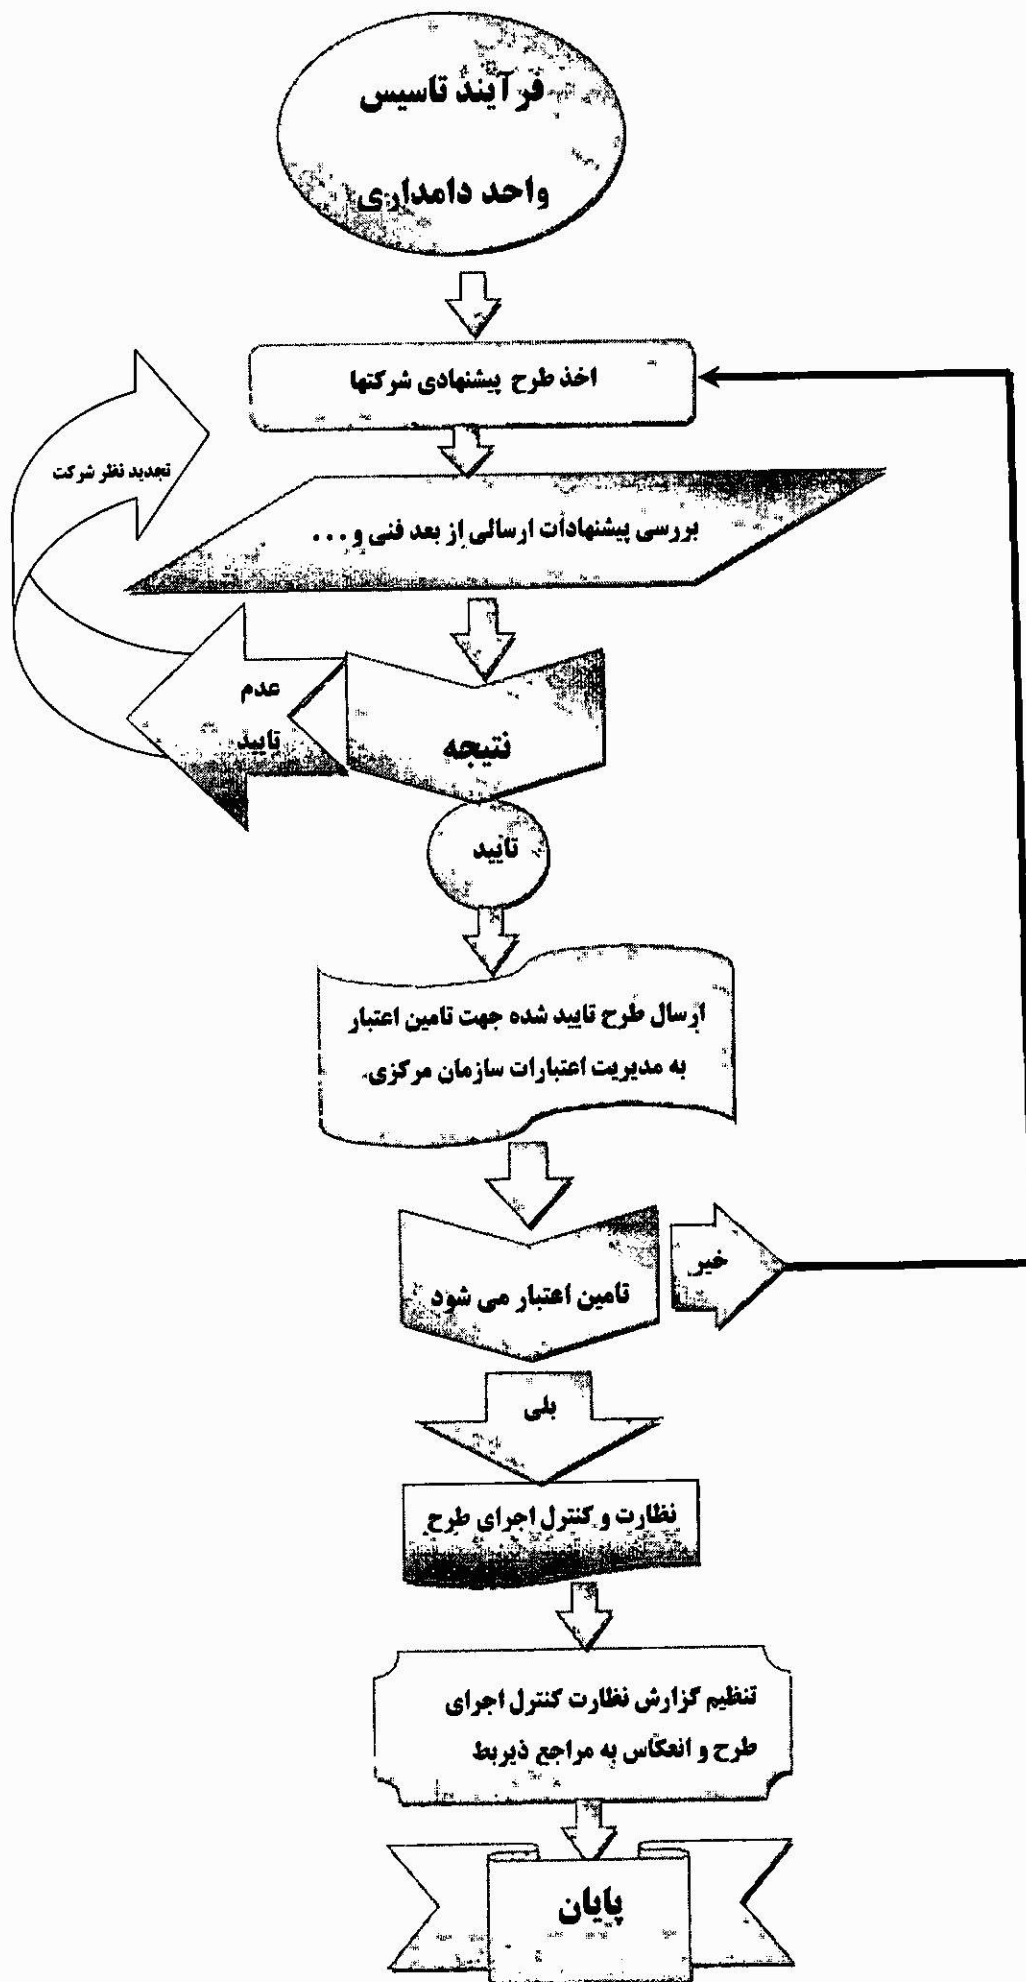 فرآیند تاسیس
واحد دامداری
اخذ طرح پیشنهادی شرکتها
تجدید نظر شرکت
بررسی پیشنهادات ارسالی از بعد فنی و ...
عدم
تایید
نتیجه
تایید
ارسال طرح تایید شده جهت تامین اعتبار
به مدیریت اعتبارات سازمان مرکزی.
تامین اعتبار می شود
خیر
بلی
نظارت و کنترل اجرای طرح
تنظیم گزارش نظارت کنترل اجرای
طرح و انعکاس به مراجع ذیربط
پایان